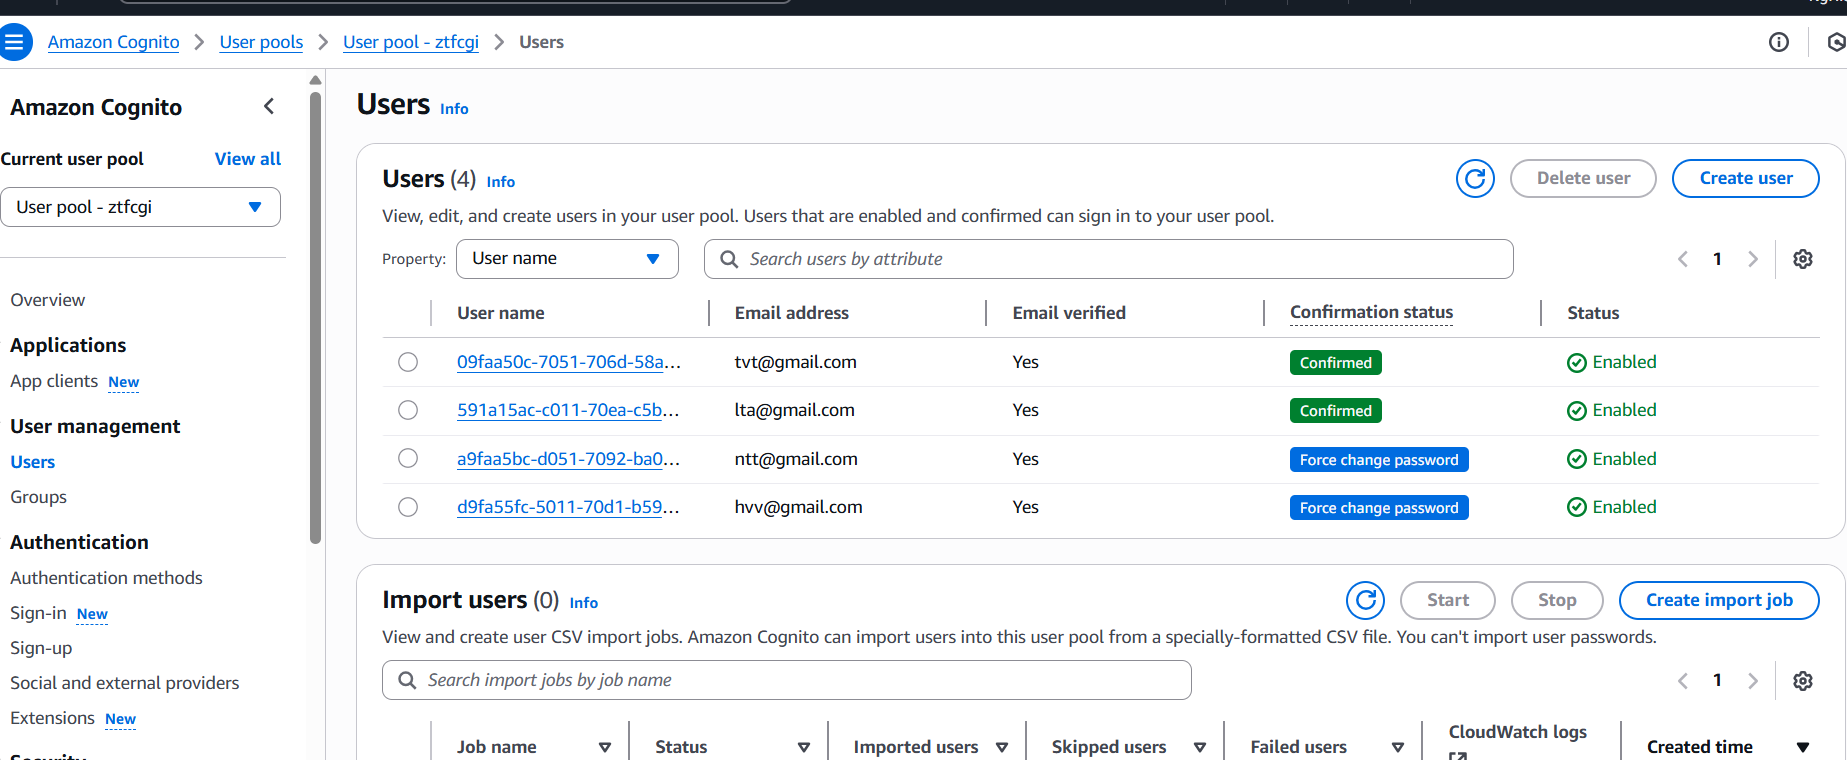 Amazon Cognito > User pools > User pool - ztfcgi > Users
Amazon Cognito
Current user pool View all
User pool - ztfcgi
Overview
Applications
App clients New
User management
Users
Groups
Authentication
Authentication methods
Sign-in New
Sign-up
Social and external providers
Extensions New
Security
Users Info
Users (4) Info
Delete user
Create user
View, edit, and create users in your user pool. Users that are enabled and confirmed can sign in to your user pool.
Property: User name
Search users by attribute
1
User name Email address Email verified Confirmation status Status
09faa50c-7051-706d-58a... tvt@gmail.com Yes Confirmed Enabled
591a15ac-c011-70ea-c5b... lta@gmail.com Yes Confirmed Enabled
a9faa5bc-d051-7092-ba0... ntt@gmail.com Yes Force change password Enabled
d9fa55fc-5011-70d1-b59... hvv@gmail.com Yes Force change password Enabled
Import users (0) Info
Start
Stop
Create import job
View and create user CSV import jobs. Amazon Cognito can import users into this user pool from a specially-formatted CSV file. You can't import user passwords.
Search import jobs by job name
1
Job name Status Imported users Skipped users Failed users CloudWatch logs Created time